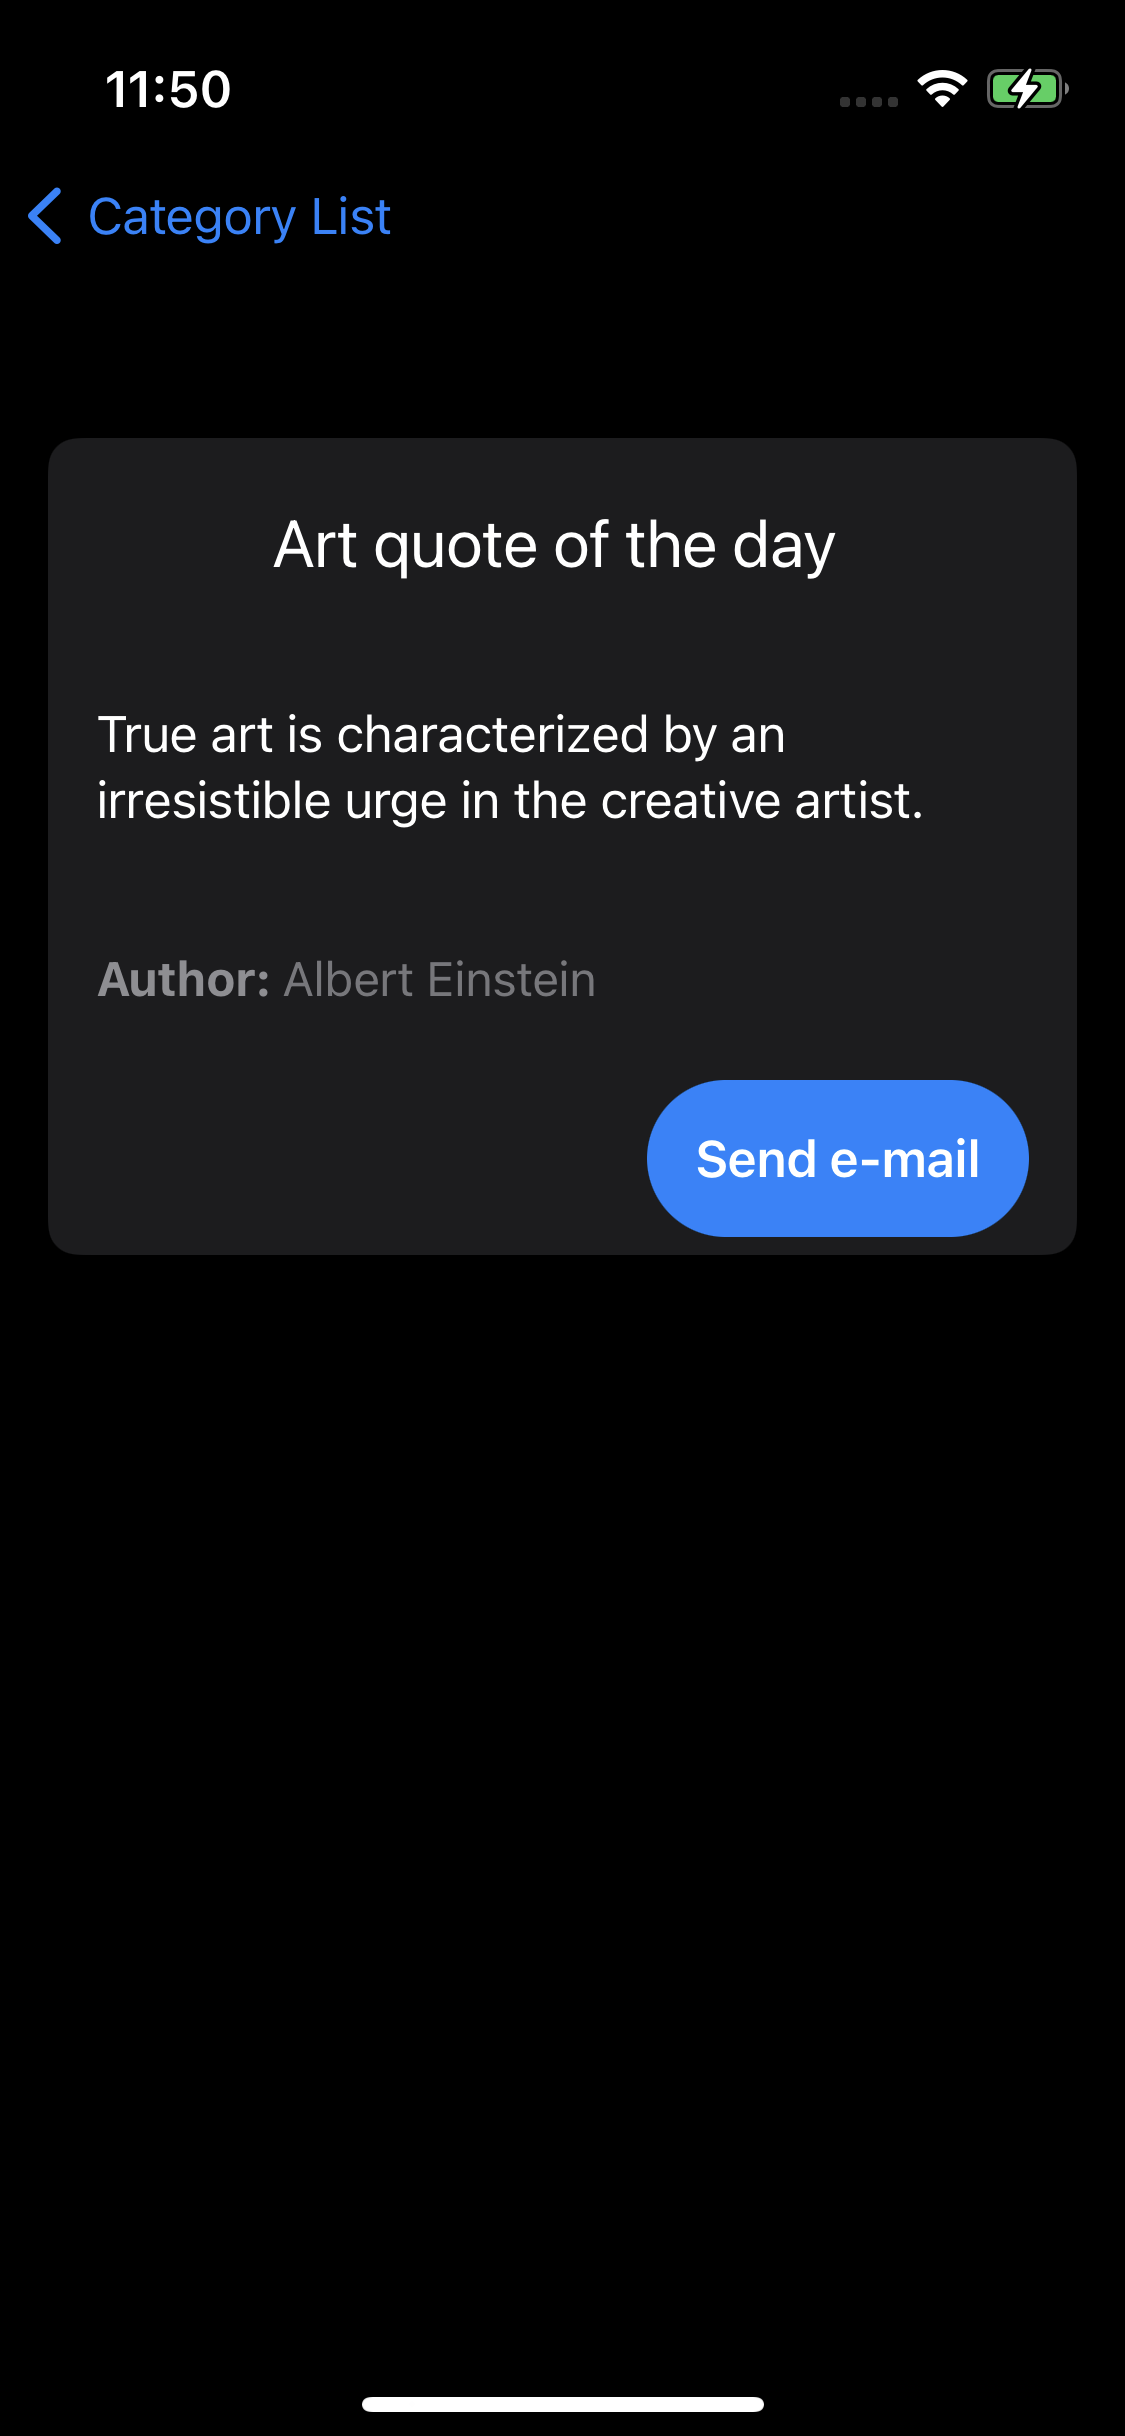 11:50
Category List
Art quote of the day
True art is characterized by an
irresistible urge in the creative artist.
Author: Albert Einstein
Send e-mail